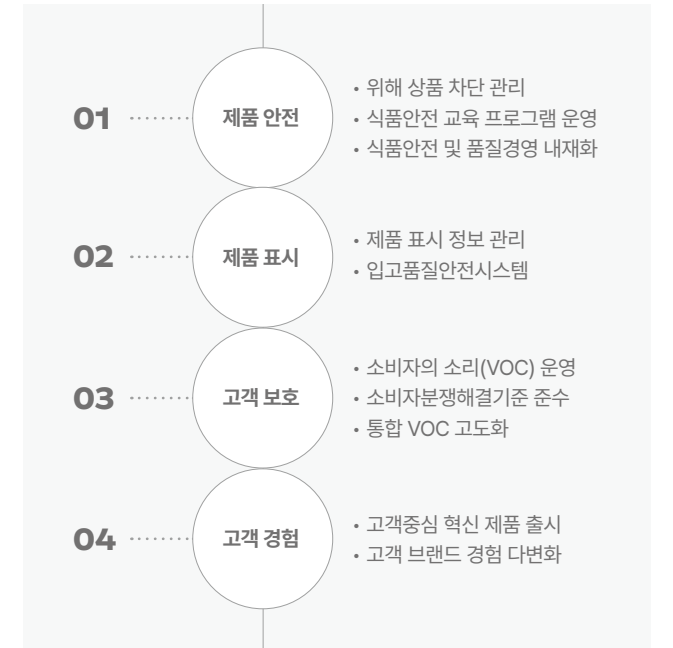 01
제품 안전
• 위해 상품 차단 관리
• 식품안전 교육 프로그램 운영
• 식품안전 및 품질경영 내재화
02
제품 표시
• 제품 표시 정보 관리
• 입고품질안전시스템
03
고객 보호
• 소비자의 소리(VOC) 운영
• 소비자분쟁해결기준 준수
• 통합 VOC 고도화
04
고객 경험
• 고객중심 혁신 제품 출시
• 고객 브랜드 경험 다변화